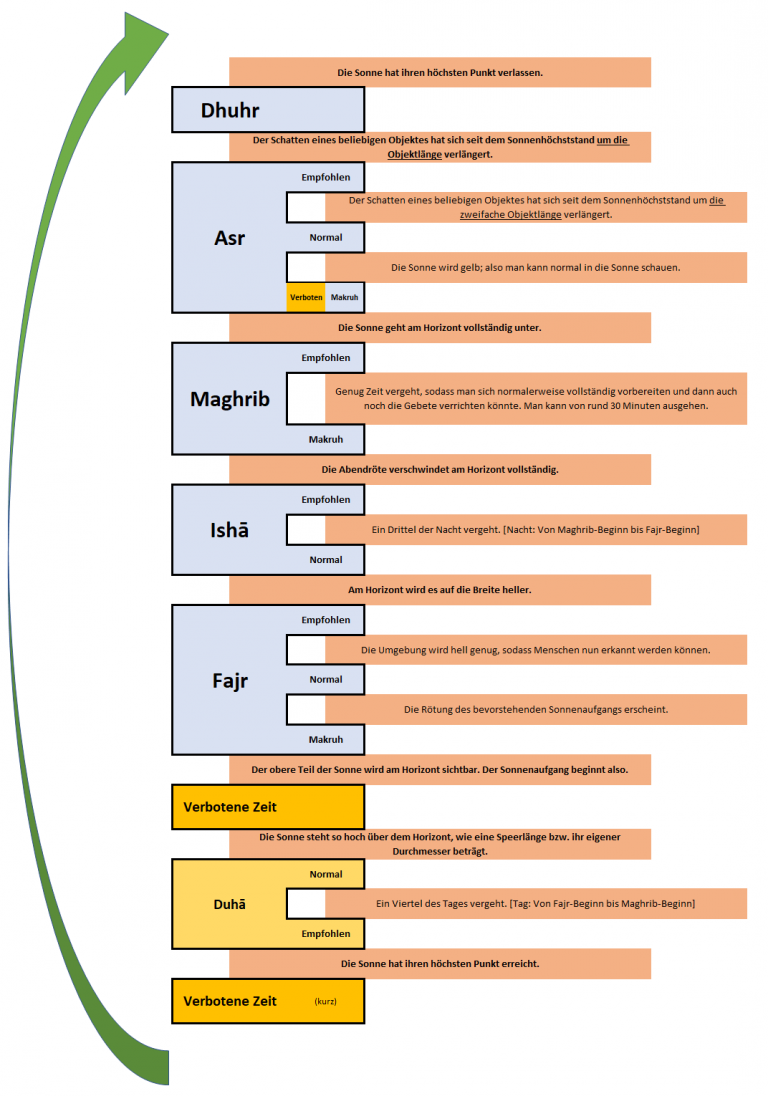 Die Sonne hat ihren höchsten Punkt verlassen.
Dhuhr
Der Schatten eines beliebigen Objektes hat sich seit dem Sonnenhöchststand um die
Objektlänge verlängert.
Empfohlen
Der Schatten eines beliebigen Objektes hat sich seit dem Sonnenhöchststand um die
zweifache Objektlänge verlängert.
Asr
Normal
Die Sonne wird gelb; also man kann normal in die Sonne schauen.
Verboten Makruh
Die Sonne geht am Horizont vollständig unter.
Empfohlen
Maghrib
Genug Zeit vergeht, sodass man sich normalerweise vollständig vorbereiten und dann auch
noch die Gebete verrichten könnte. Man kann von rund 30 Minuten ausgehen.
Makruh
Die Abendröte verschwindet am Horizont vollständig.
Empfohlen
Ishā
Ein Drittel der Nacht vergeht. [Nacht: Von Maghrib-Beginn bis Fajr-Beginn]
Normal
Am Horizont wird es auf die Breite heller.
Empfohlen
Die Umgebung wird hell genug, sodass Menschen nun erkannt werden können.
Fajr
Normal
Die Rötung des bevorstehenden Sonnenaufgangs erscheint.
Makruh
Der obere Teil der Sonne wird am Horizont sichtbar. Der Sonnenaufgang beginnt also.
Verbotene Zeit
Die Sonne steht so hoch über dem Horizont, wie eine Speerlänge bzw. ihr eigener
Durchmesser beträgt.
Normal
Duhā
Ein Viertel des Tages vergeht. [Tag: Von Fajr-Beginn bis Maghrib-Beginn]
Empfohlen
Die Sonne hat ihren höchsten Punkt erreicht.
Verbotene Zeit (kurz)